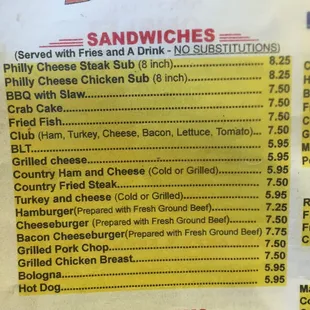 SANDWICHES
(Served with Fries and A Drink - NO SUBSTITUTIONS)
Philly Cheese Steak Sub (8 inch)........................ 8.25
Philly Cheese Chicken Sub (8 inch)..................... 8.25
BBQ with Slaw................................................ 7.50
Crab Cake...................................................... 7.50
Fried Fish....................................................... 7.50
Club (Ham, Turkey, Cheese, Bacon, Lettuce, Tomato)... 7.50
BLT................................................................ 5.95
Grilled cheese................................................ 5.95
Country Ham and Cheese (Cold or Grilled)........... 5.95
Country Fried Steak........................................ 7.50
Turkey and cheese (Cold or Grilled).................... 5.95
Hamburger(Prepared with Fresh Ground Beef)........... 7.25
Cheeseburger (Prepared with Fresh Ground Beef)....... 7.50
Bacon Cheeseburger(Prepared with Fresh Ground Beef) 7.75
Grilled Pork Chop........................................... 7.50
Grilled Chicken Breast.................................... 7.50
Bologna......................................................... 5.95
Hot Dog......................................................... 5.95